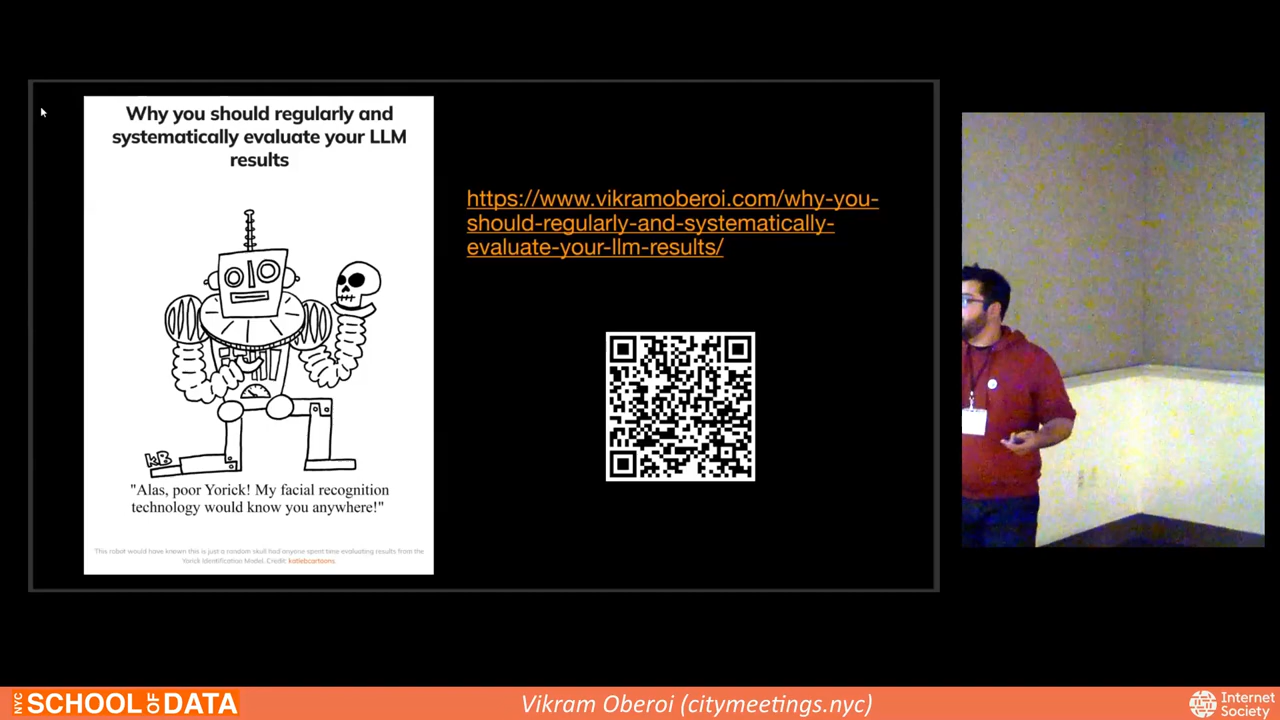 Why you should regularly and
systematically evaluate your LLM
results
kB
"Alas, poor Yorick! My facial recognition
technology would know you anywhere!"
This robot would have known this is just a random skull had anyone spent time evaluating results from the
Yorick Identification Model. Credit: katiebcartoons.
https://www.vikramoberoi.com/why-you-
should-regularly-and-systematically-
evaluate-your-llm-results/
NYC SCHOOL OF DATA
Vikram Oberoi (citymeetings.nyc)
Internet
Society